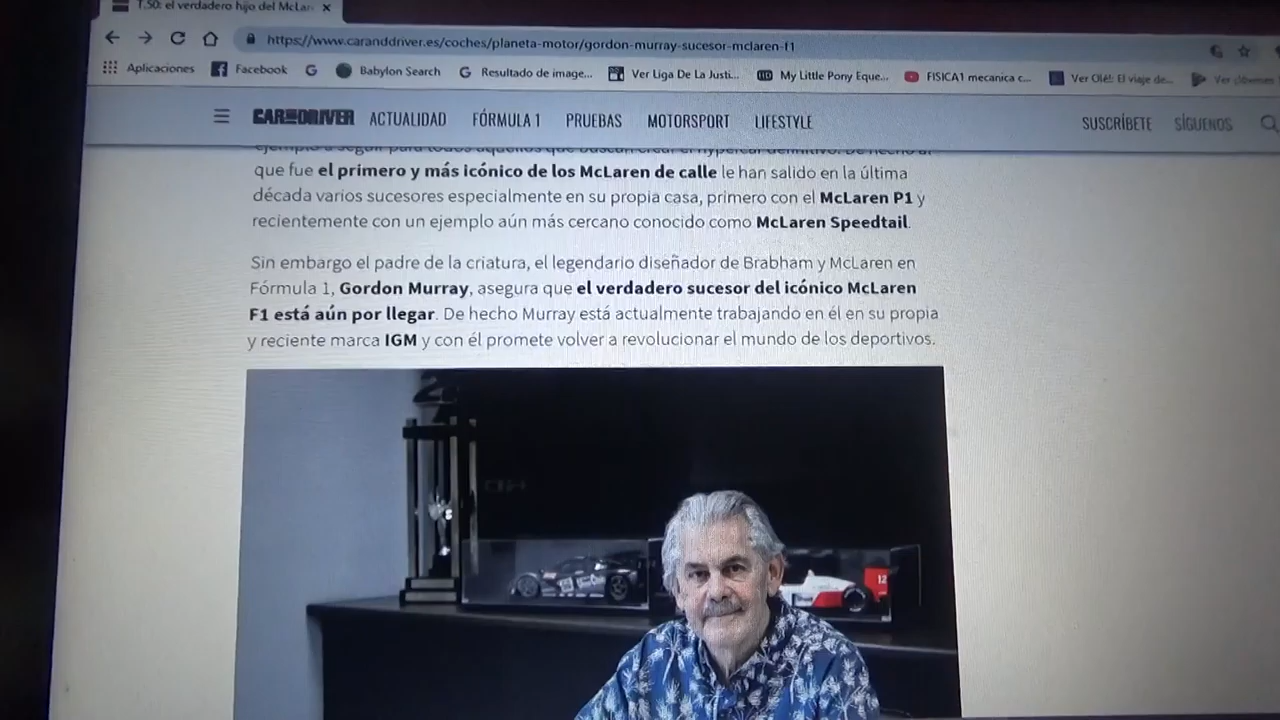 T.50: el verdadero hijo del McLar
https://www.caranddriver.es/coches/planeta-motor/gordon-murray-sucesor-mclaren-f1
Aplicaciones Facebook Babylon Search Resultado de image... Ver Liga De La Justi... My Little Pony Eque... FISICA1 mecanica c... Ver Olé!: El viaje de... Ver
CAR AND DRIVER ACTUALIDAD FÓRMULA 1 PRUEBAS MOTORSPORT LIFESTYLE SUSCRÍBETE SÍGUENOS
que fue el primero y más icónico de los McLaren de calle le han salido en la última
década varios sucesores especialmente en su propia casa, primero con el McLaren P1 y
recientemente con un ejemplo aún más cercano conocido como McLaren Speedtail.
Sin embargo el padre de la criatura, el legendario diseñador de Brabham y McLaren en
Fórmula 1, Gordon Murray, asegura que el verdadero sucesor del icónico McLaren
F1 está aún por llegar. De hecho Murray está actualmente trabajando en él en su propia
y reciente marca IGM y con él promete volver a revolucionar el mundo de los deportivos.
12